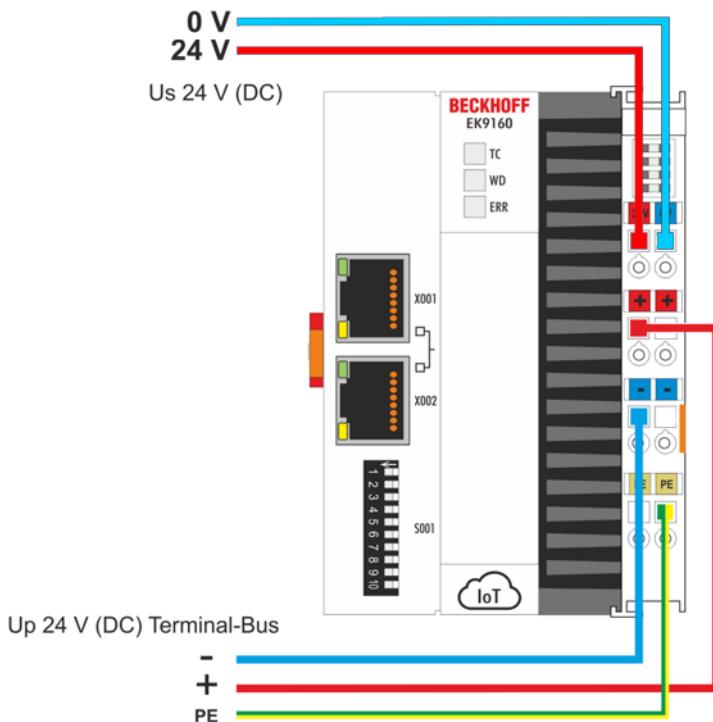 0 V
24 V
Us 24 V (DC)
BECKHOFF
EK9160
TC
WD
ERR
+ +
X001
X002
- -
PE
1
2
3
4
5
6
7
8
9
10
S001
IoT
Up 24 V (DC) Terminal-Bus
-
+
PE